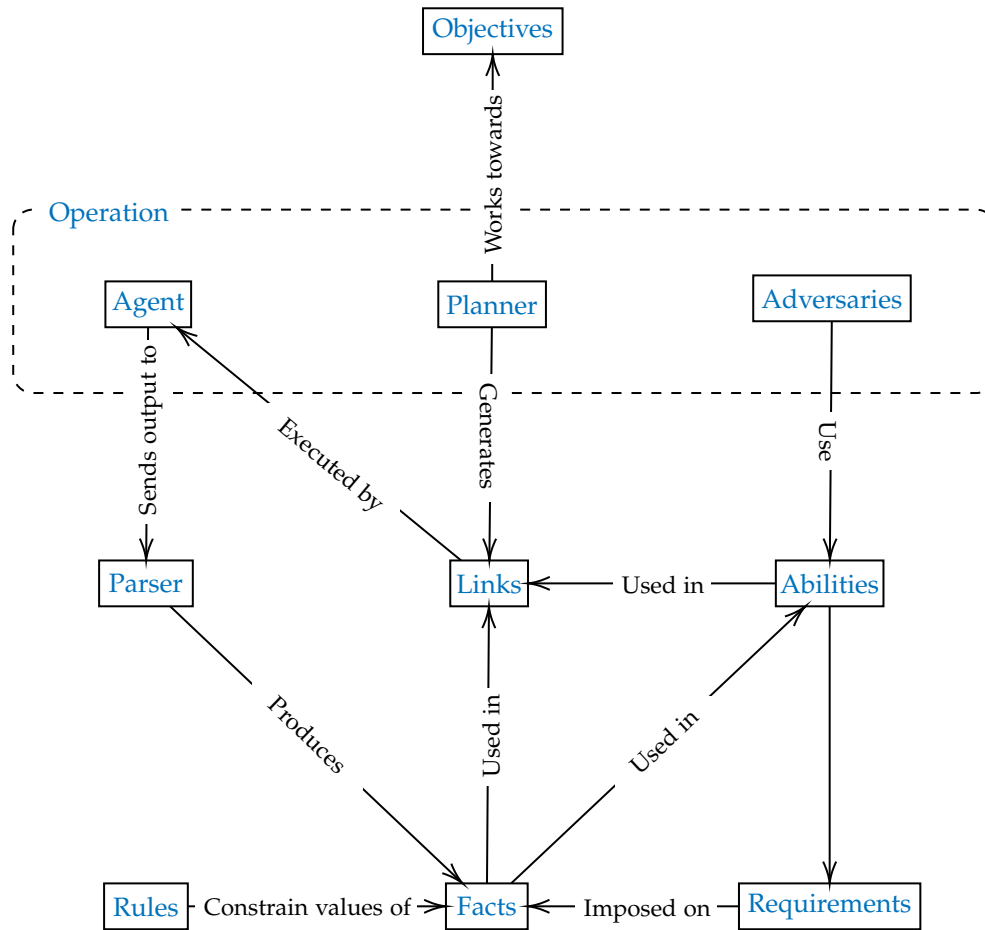 Objectives
Works towards
Operation
Agent
Planner
Adversaries
Sends output to
Executed by
Generates
Use
Parser
Links
Used in
Abilities
Produces
Used in
Used in
Rules
Constrain values of
Facts
Imposed on
Requirements